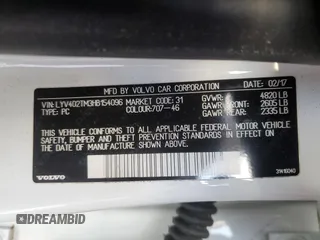 MFD BY VOLVO CAR CORPORATION DATE: 02/17
VIN: LYV402TM3HB154096 MARKET CODE: 31 GVWR: 4820 LB
TYPE: PC COLOUR: 707-46 GAWR FRONT: 2605 LB
GAWR REAR: 2335 LB
THIS VEHICLE CONFORMS TO ALL APPLICABLE FEDERAL MOTOR VEHICLE
SAFETY, BUMPER AND THEFT PREVENTION STANDARDS IN EFFECT ON
THE DATE OF MANUFACTURE SHOWN ABOVE.
VOLVO